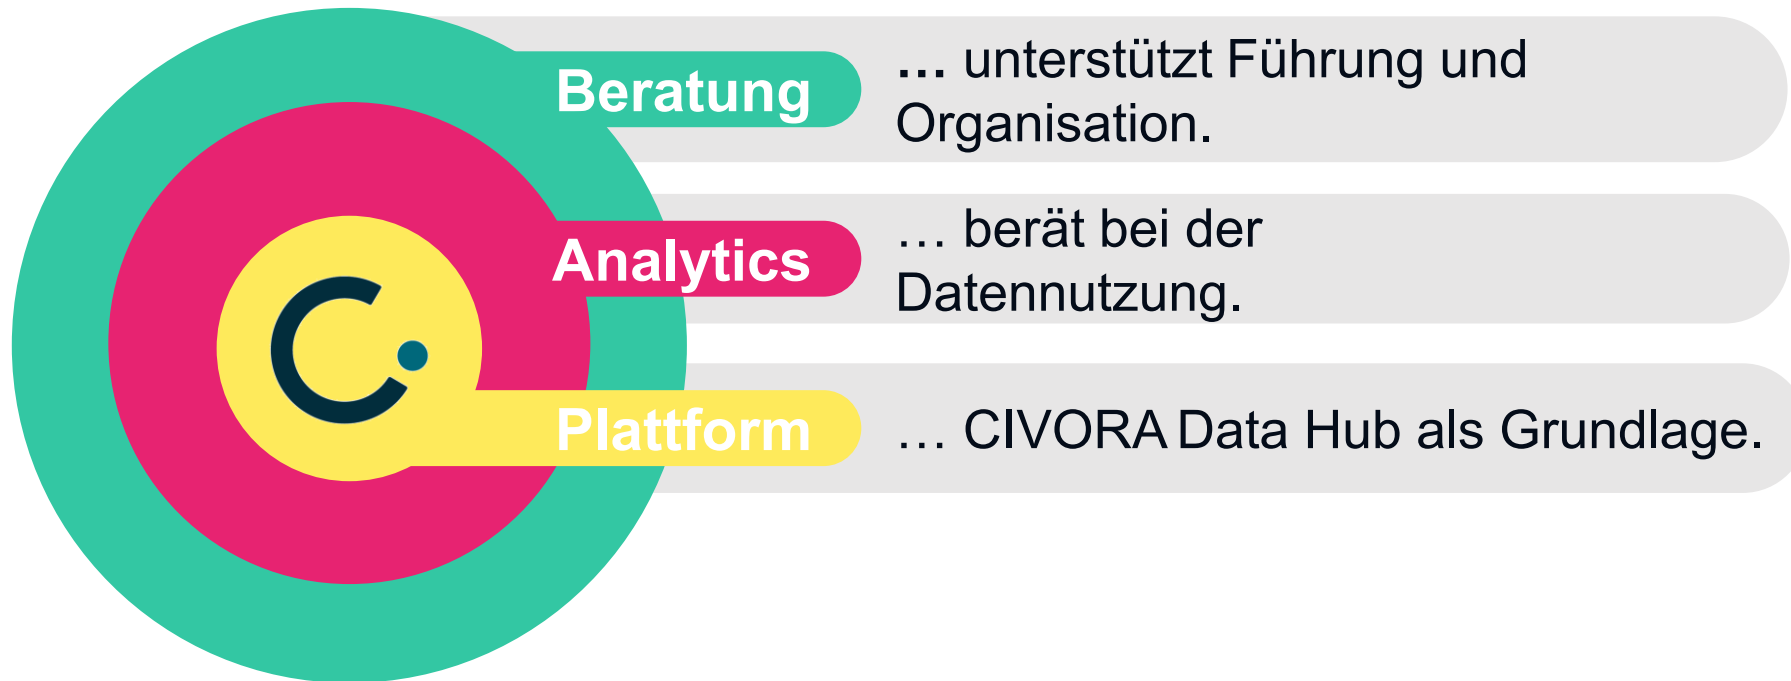 Beratung
… unterstützt Führung und
Organisation.
Analytics
… berät bei der
Datennutzung.
Plattform
… CIVORA Data Hub als Grundlage.